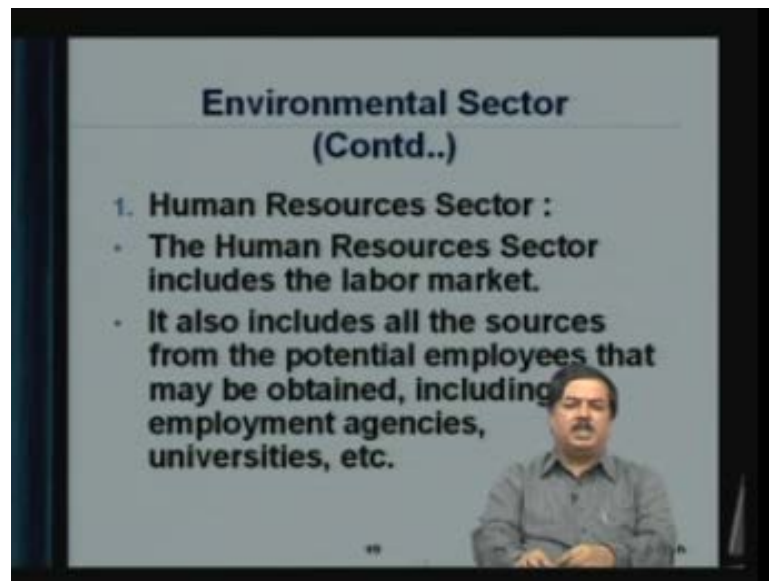 Environmental Sector
(Contd..)
1. Human Resources Sector :
· The Human Resources Sector
includes the labor market.
· It also includes all the sources
from the potential employees that
may be obtained, including
employment agencies,
universities, etc.